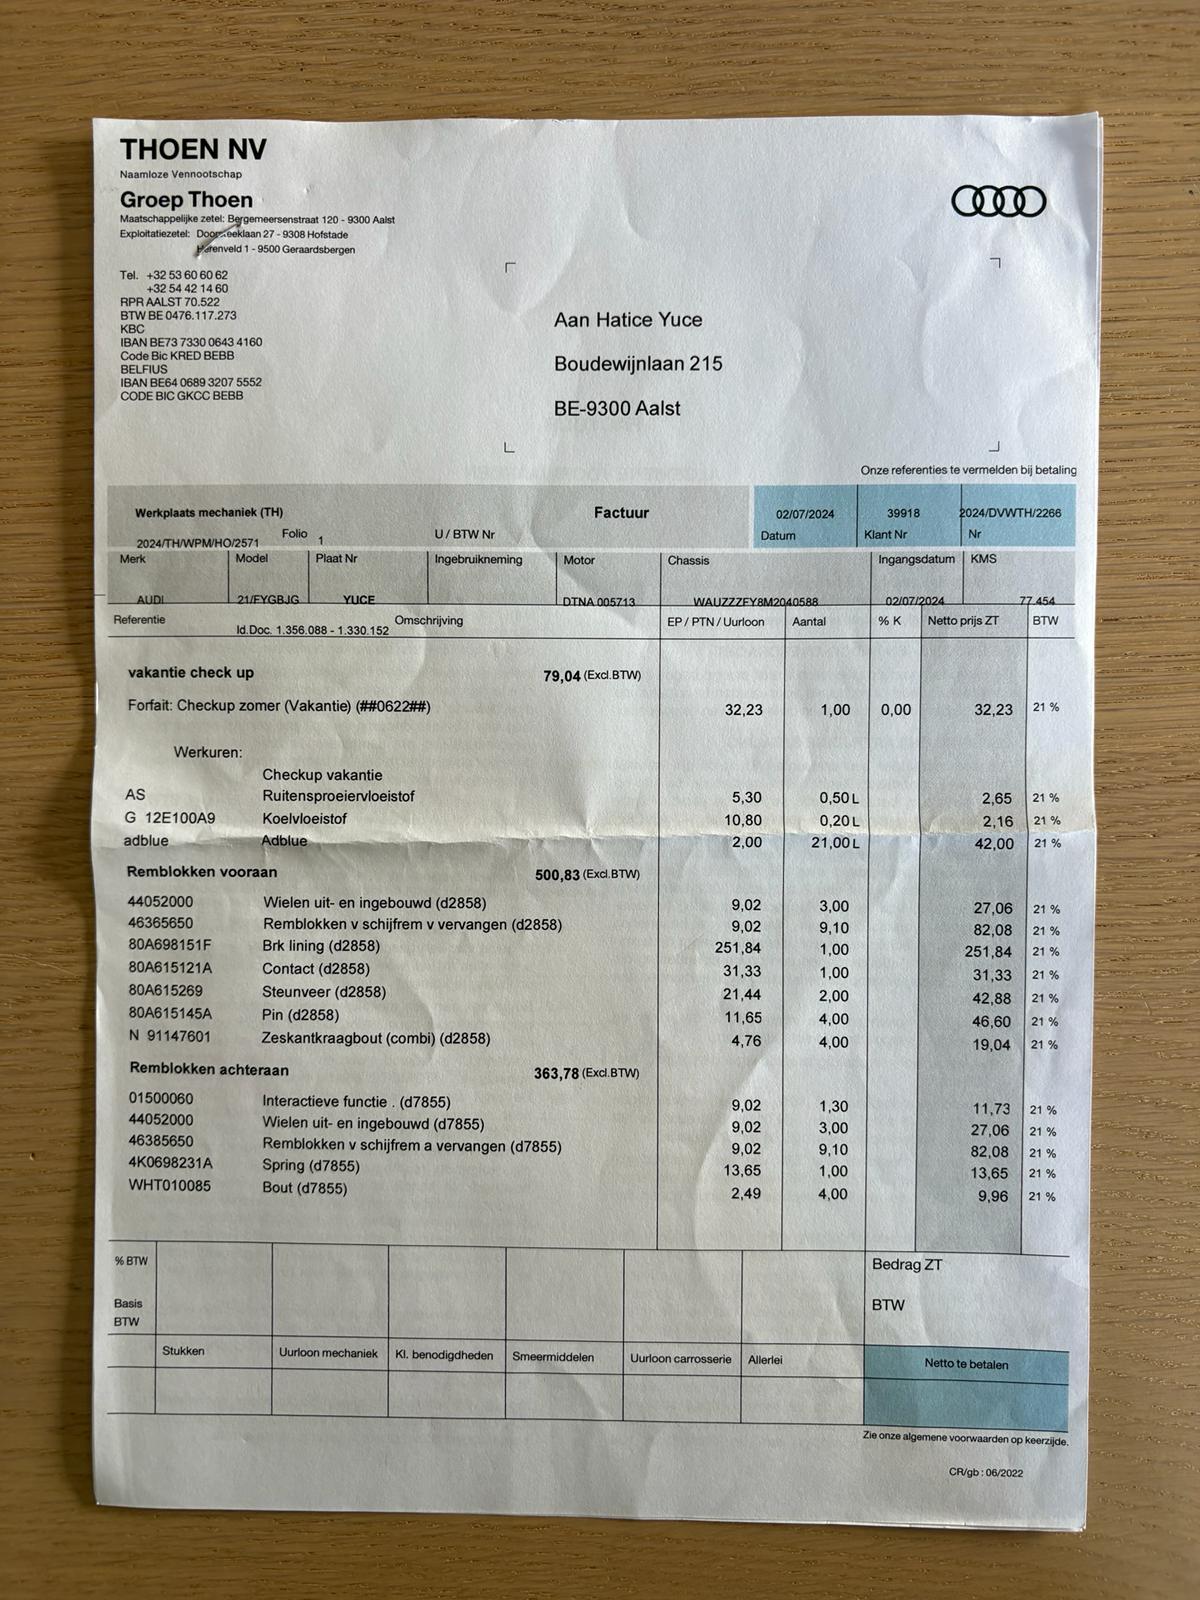 THOEN NV
Naamloze Vennootschap
Groep Thoen
Maatschappelijke zetel: Bergemeersenstraat 120 - 9300 Aalst
Exploitatiezetel: 27 - 9308 Hofstade
1 - 9500 Geraardsbergen
Tel. +32 53 60 60 62
+32 54 42 14 60
RPR AALST 70.522
BTW BE 0476.117.273
KBC
IBAN BE73 7330 0643 4160
Code Bic KRED BEBB
BELFIUS
IBAN BE64 0689 3207 5552
CODE BIC GKCC BEBB
Aan Hatice Yuce
Boudewijnlaan 215
BE-9300 Aalst
Onze referenties te vermelden bij betaling
Werkplaats mechaniek (TH) Factuur 02/07/2024 39918 2024/DVWTH/2266
2024/TH/WPM/HO/2571 Folio 1 U / BTW Nr Datum Klant Nr Nr
Merk Model Plaat Nr Ingebruikneming Motor Chassis Ingangsdatum KMS
AUDI 21/FYGBJG YUCE DTNA 005713 WAUZZZFY8M2040588 02/07/2024 77.454
Referentie Omschrijving EP / PTN / Uurloon Aantal % K Netto prijs ZT BTW
Id.Doc. 1.356.088 - 1.330.152
vakantie check up 79,04 (Excl.BTW)
Forfait: Checkup zomer (Vakantie) (##0622##) 32,23 1,00 0,00 32,23 21 %
Werkuren:
Checkup vakantie
AS Ruitensproeiervloeistof 5,30 0,50 L 2,65 21 %
G 12E100A9 Koelvloeistof 10,80 0,20 L 2,16 21 %
adblue Adblue 2,00 21,00 L 42,00 21 %
Remblokken vooraan 500,83 (Excl.BTW)
44052000 Wielen uit- en ingebouwd (d2858) 9,02 3,00 27,06 21 %
46365650 Remblokken v schijfrem v vervangen (d2858) 9,02 9,10 82,08 21 %
80A698151F Brk lining (d2858) 251,84 1,00 251,84 21 %
80A615121A Contact (d2858) 31,33 1,00 31,33 21 %
80A615269 Steunveer (d2858) 21,44 2,00 42,88 21 %
80A615145A Pin (d2858) 11,65 4,00 46,60 21 %
N 91147601 Zeskantkraagbout (combi) (d2858) 4,76 4,00 19,04 21 %
Remblokken achteraan 363,78 (Excl.BTW)
01500060 Interactieve functie . (d7855) 9,02 1,30 11,73 21 %
44052000 Wielen uit- en ingebouwd (d7855) 9,02 3,00 27,06 21 %
46385650 Remblokken v schijfrem a vervangen (d7855) 9,02 9,10 82,08 21 %
4K0698231A Spring (d7855) 13,65 1,00 13,65 21 %
WHT010085 Bout (d7855) 2,49 4,00 9,96 21 %
% BTW Bedrag ZT
Basis BTW
BTW
Stukken Uurloon mechaniek Kl. benodigdheden Smeermiddelen Uurloon carrosserie Allerlei Netto te betalen
Zie onze algemene voorwaarden op keerzijde.
CR/gb : 06/2022